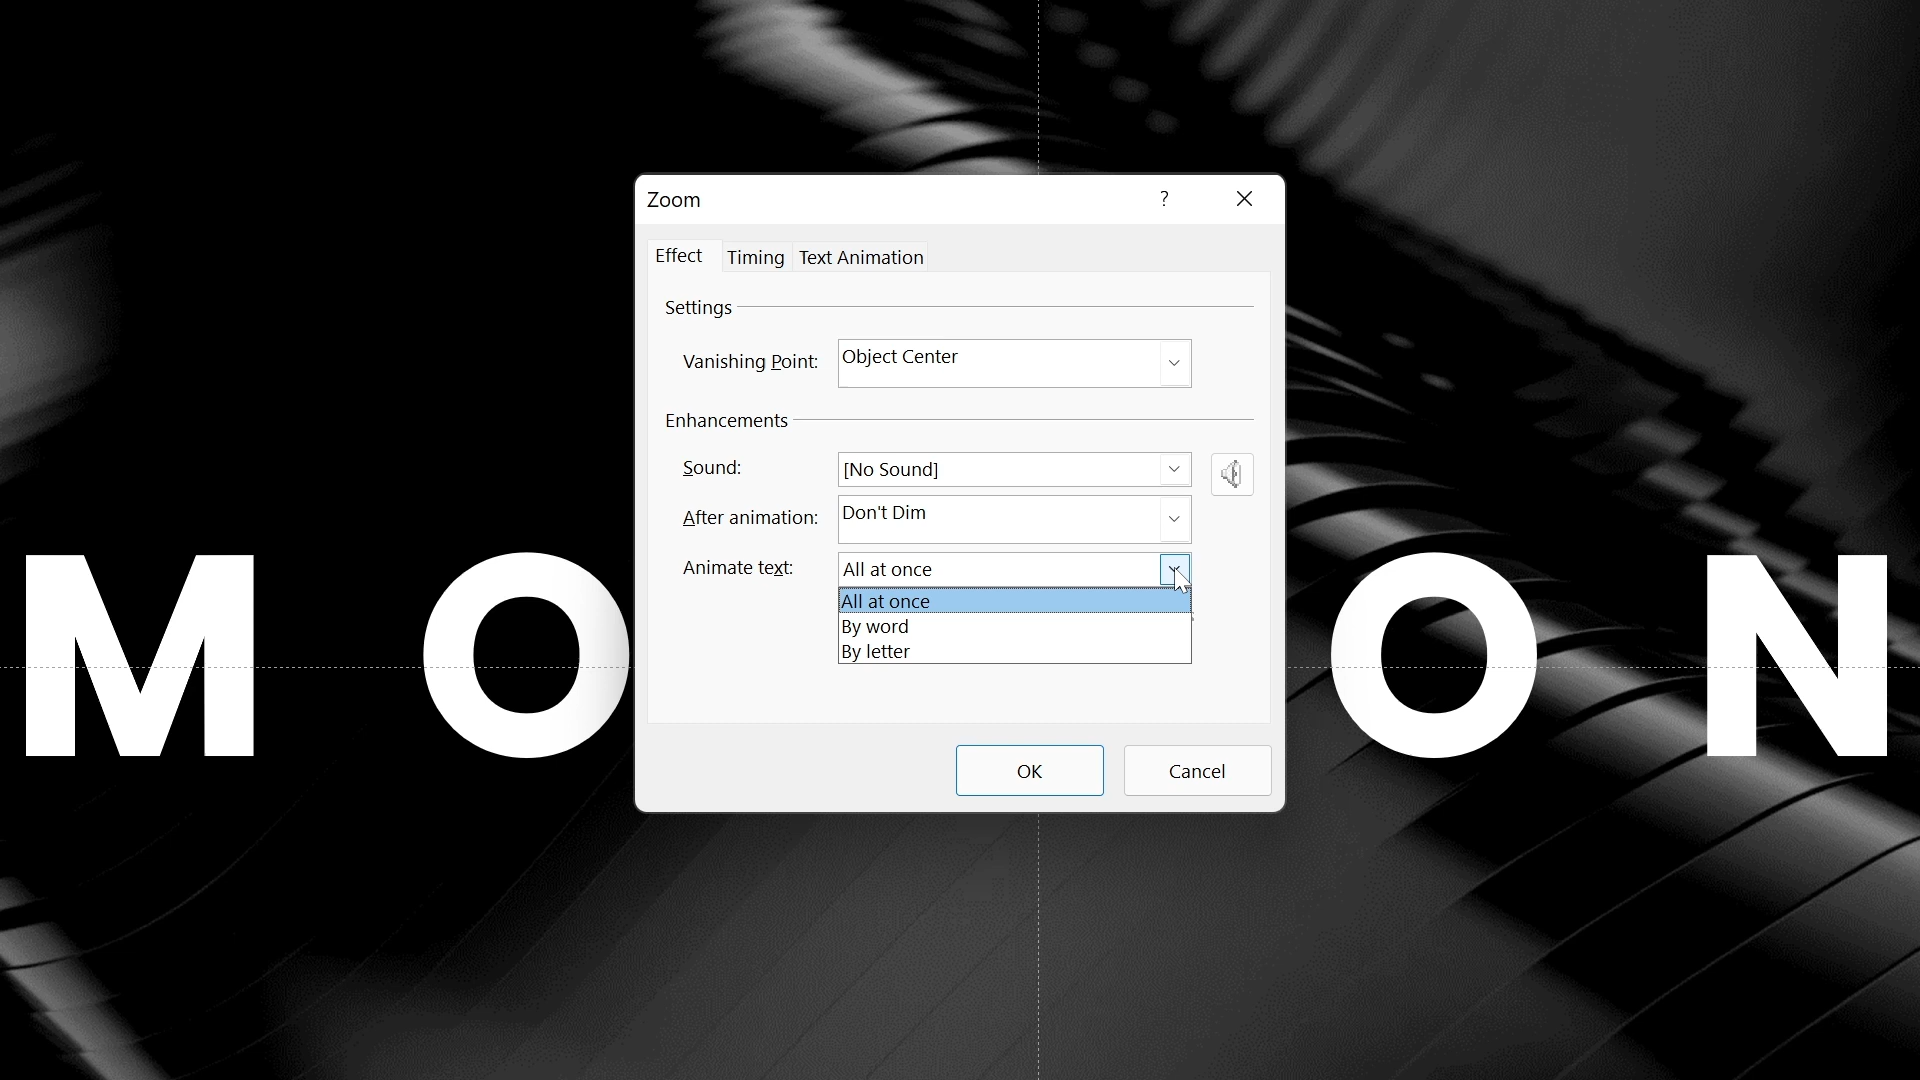 Zoom ?
Effect Timing Text Animation
Settings
Vanishing Point: Object Center
Enhancements
Sound: [No Sound]
After animation: Don't Dim
Animate text: All at once
All at once
By word
By letter
M O O N
OK Cancel